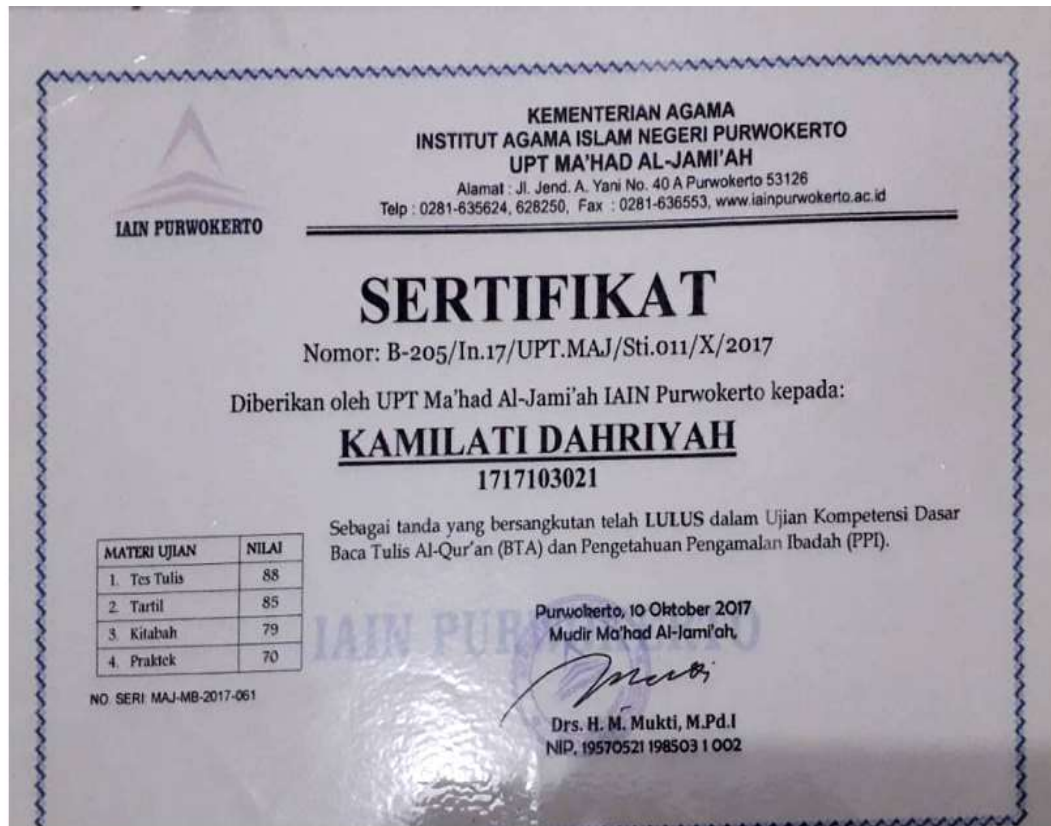 IAIN PURWOKERTO
KEMENTERIAN AGAMA
INSTITUT AGAMA ISLAM NEGERI PURWOKERTO
UPT MA'HAD AL-JAMI'AH
Alamat : Jl. Jend. A. Yani No. 40 A Purwokerto 53126
Telp : 0281-635624, 628250, Fax : 0281-636553, www.iainpurwokerto.ac.id
SERTIFIKAT
Nomor: B-205/In.17/UPT.MAJ/Sti.011/X/2017
Diberikan oleh UPT Ma'had Al-Jami'ah IAIN Purwokerto kepada:
KAMILATI DAHRIYAH
1717103021
Sebagai tanda yang bersangkutan telah LULUS dalam Ujian Kompetensi Dasar
Baca Tulis Al-Qur'an (BTA) dan Pengetahuan Pengamalan Ibadah (PPI).
MATERI UJIAN NILAI
1. Tes Tulis 88
2. Tartil 85
3. Kitabah 79
4. Praktek 70
NO. SERI: MAJ-MB-2017-061
IAIN PURWOKERTO
Purwokerto, 10 Oktober 2017
Mudir Ma'had Al-Jami'ah,
Drs. H. M. Mukti, M.Pd.I
NIP. 19570521 198503 1 002